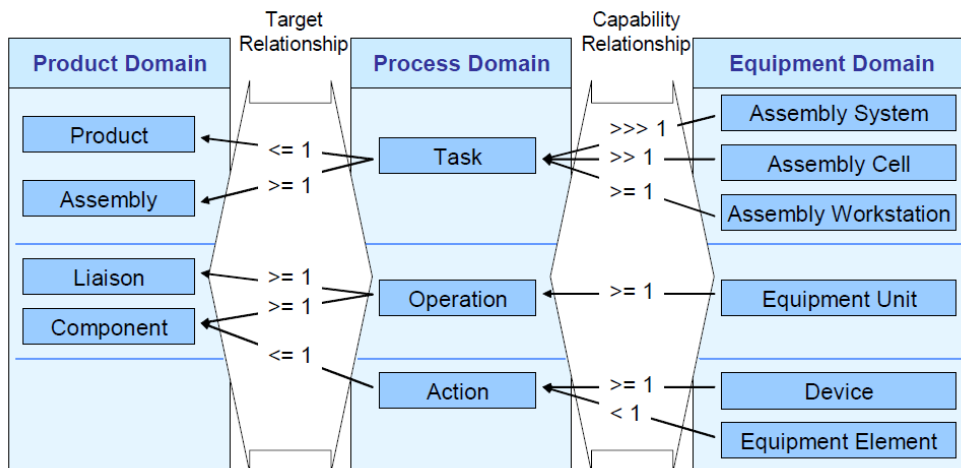 Target
Relationship
Capability
Relationship
Product Domain
Process Domain
Equipment Domain
Product
Assembly
Liaison
Component
<= 1
>= 1
>= 1
>= 1
<= 1
Task
Operation
Action
>>> 1
>> 1
>= 1
>= 1
>= 1
< 1
Assembly System
Assembly Cell
Assembly Workstation
Equipment Unit
Device
Equipment Element